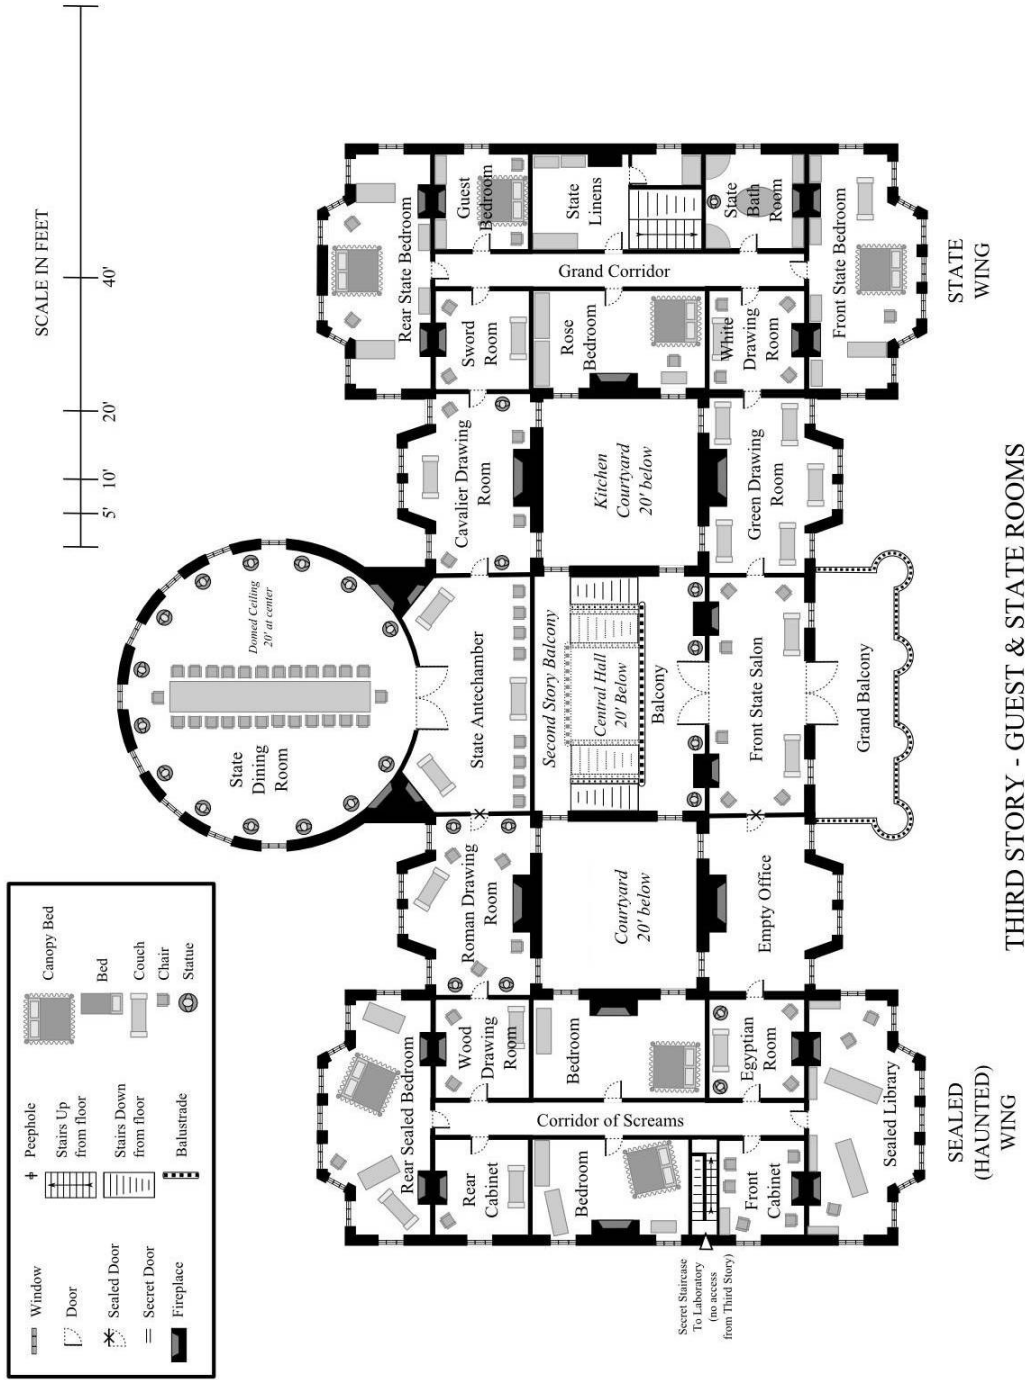 SCALE IN FEET
5'
10'
20'
40'
Window
Door
Sealed Door
Secret Door
Fireplace
Peephole
Stairs Up
from floor
Stairs Down
from floor
Balustrade
Canopy Bed
Bed
Couch
Chair
Statue
State
Dining
Room
Domed Ceiling
20' at center
Rear Sealed Bedroom
Roman Drawing
Room
State Antechamber
Cavalier Drawing
Room
Rear State Bedroom
Rear
Cabinet
Wood
Drawing
Room
Sword
Room
Guest
Bedroom
Bedroom
Corridor of Screams
Bedroom
Courtyard
20' below
Second Story Balcony
Central Hall
20' Below
Balcony
Kitchen
Courtyard
20' below
Rose
Bedroom
Grand Corridor
State
Linens
Secret Staircase
To Laboratory
(no access
from Third Story)
Front
Cabinet
Egyptian
Room
Empty Office
Front State Salon
Green Drawing
Room
White
Drawing
Room
State
Bath
Room
Sealed Library
Grand Balcony
Front State Bedroom
SEALED
(HAUNTED)
WING
STATE
WING
THIRD STORY - GUEST & STATE ROOMS